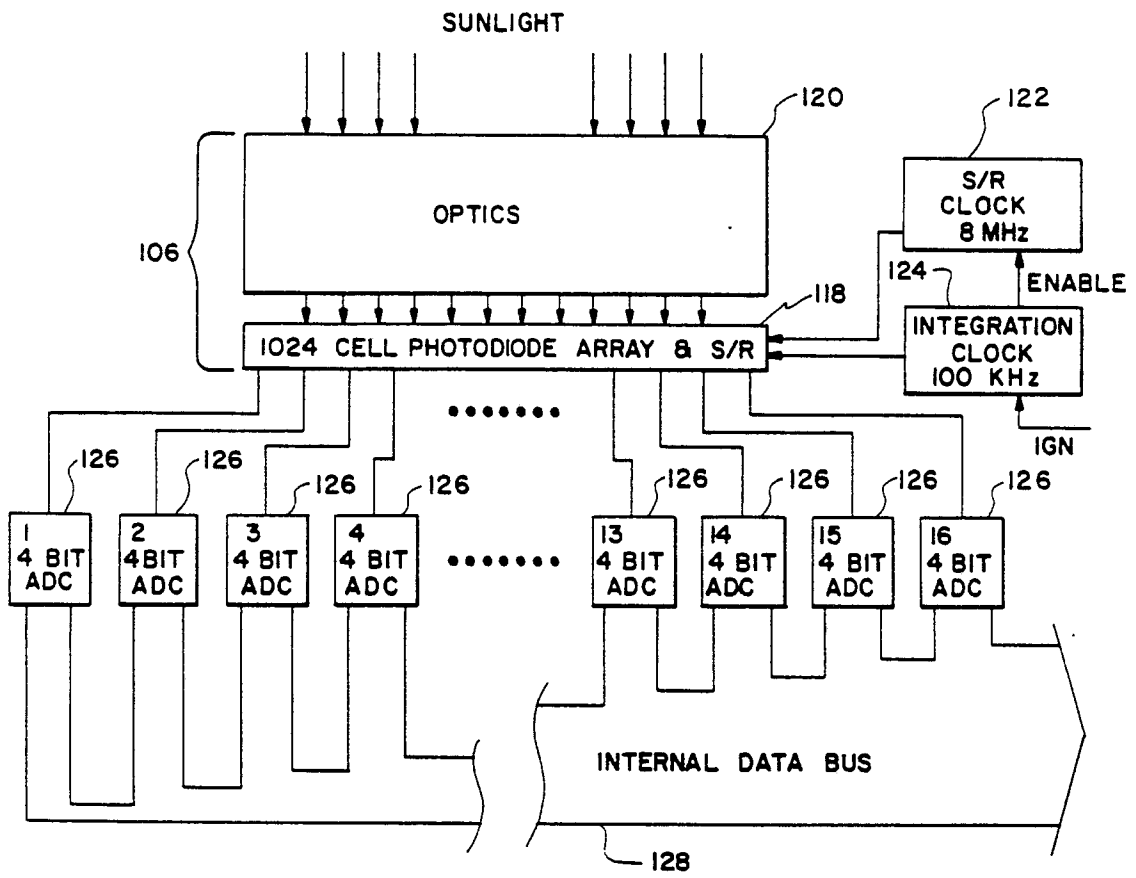 SUNLIGHT
120
122
OPTICS
S/R
CLOCK
8 MHz
106
124
ENABLE
118
1024 CELL PHOTODIODE ARRAY & S/R
INTEGRATION
CLOCK
100 KHz
IGN
126
126
126
126
126
126
126
126
1
4 BIT
ADC
2
4BIT
ADC
3
4 BIT
ADC
4
4 BIT
ADC
13
4 BIT
ADC
14
4 BIT
ADC
15
4 BIT
ADC
16
4 BIT
ADC
INTERNAL DATA BUS
128